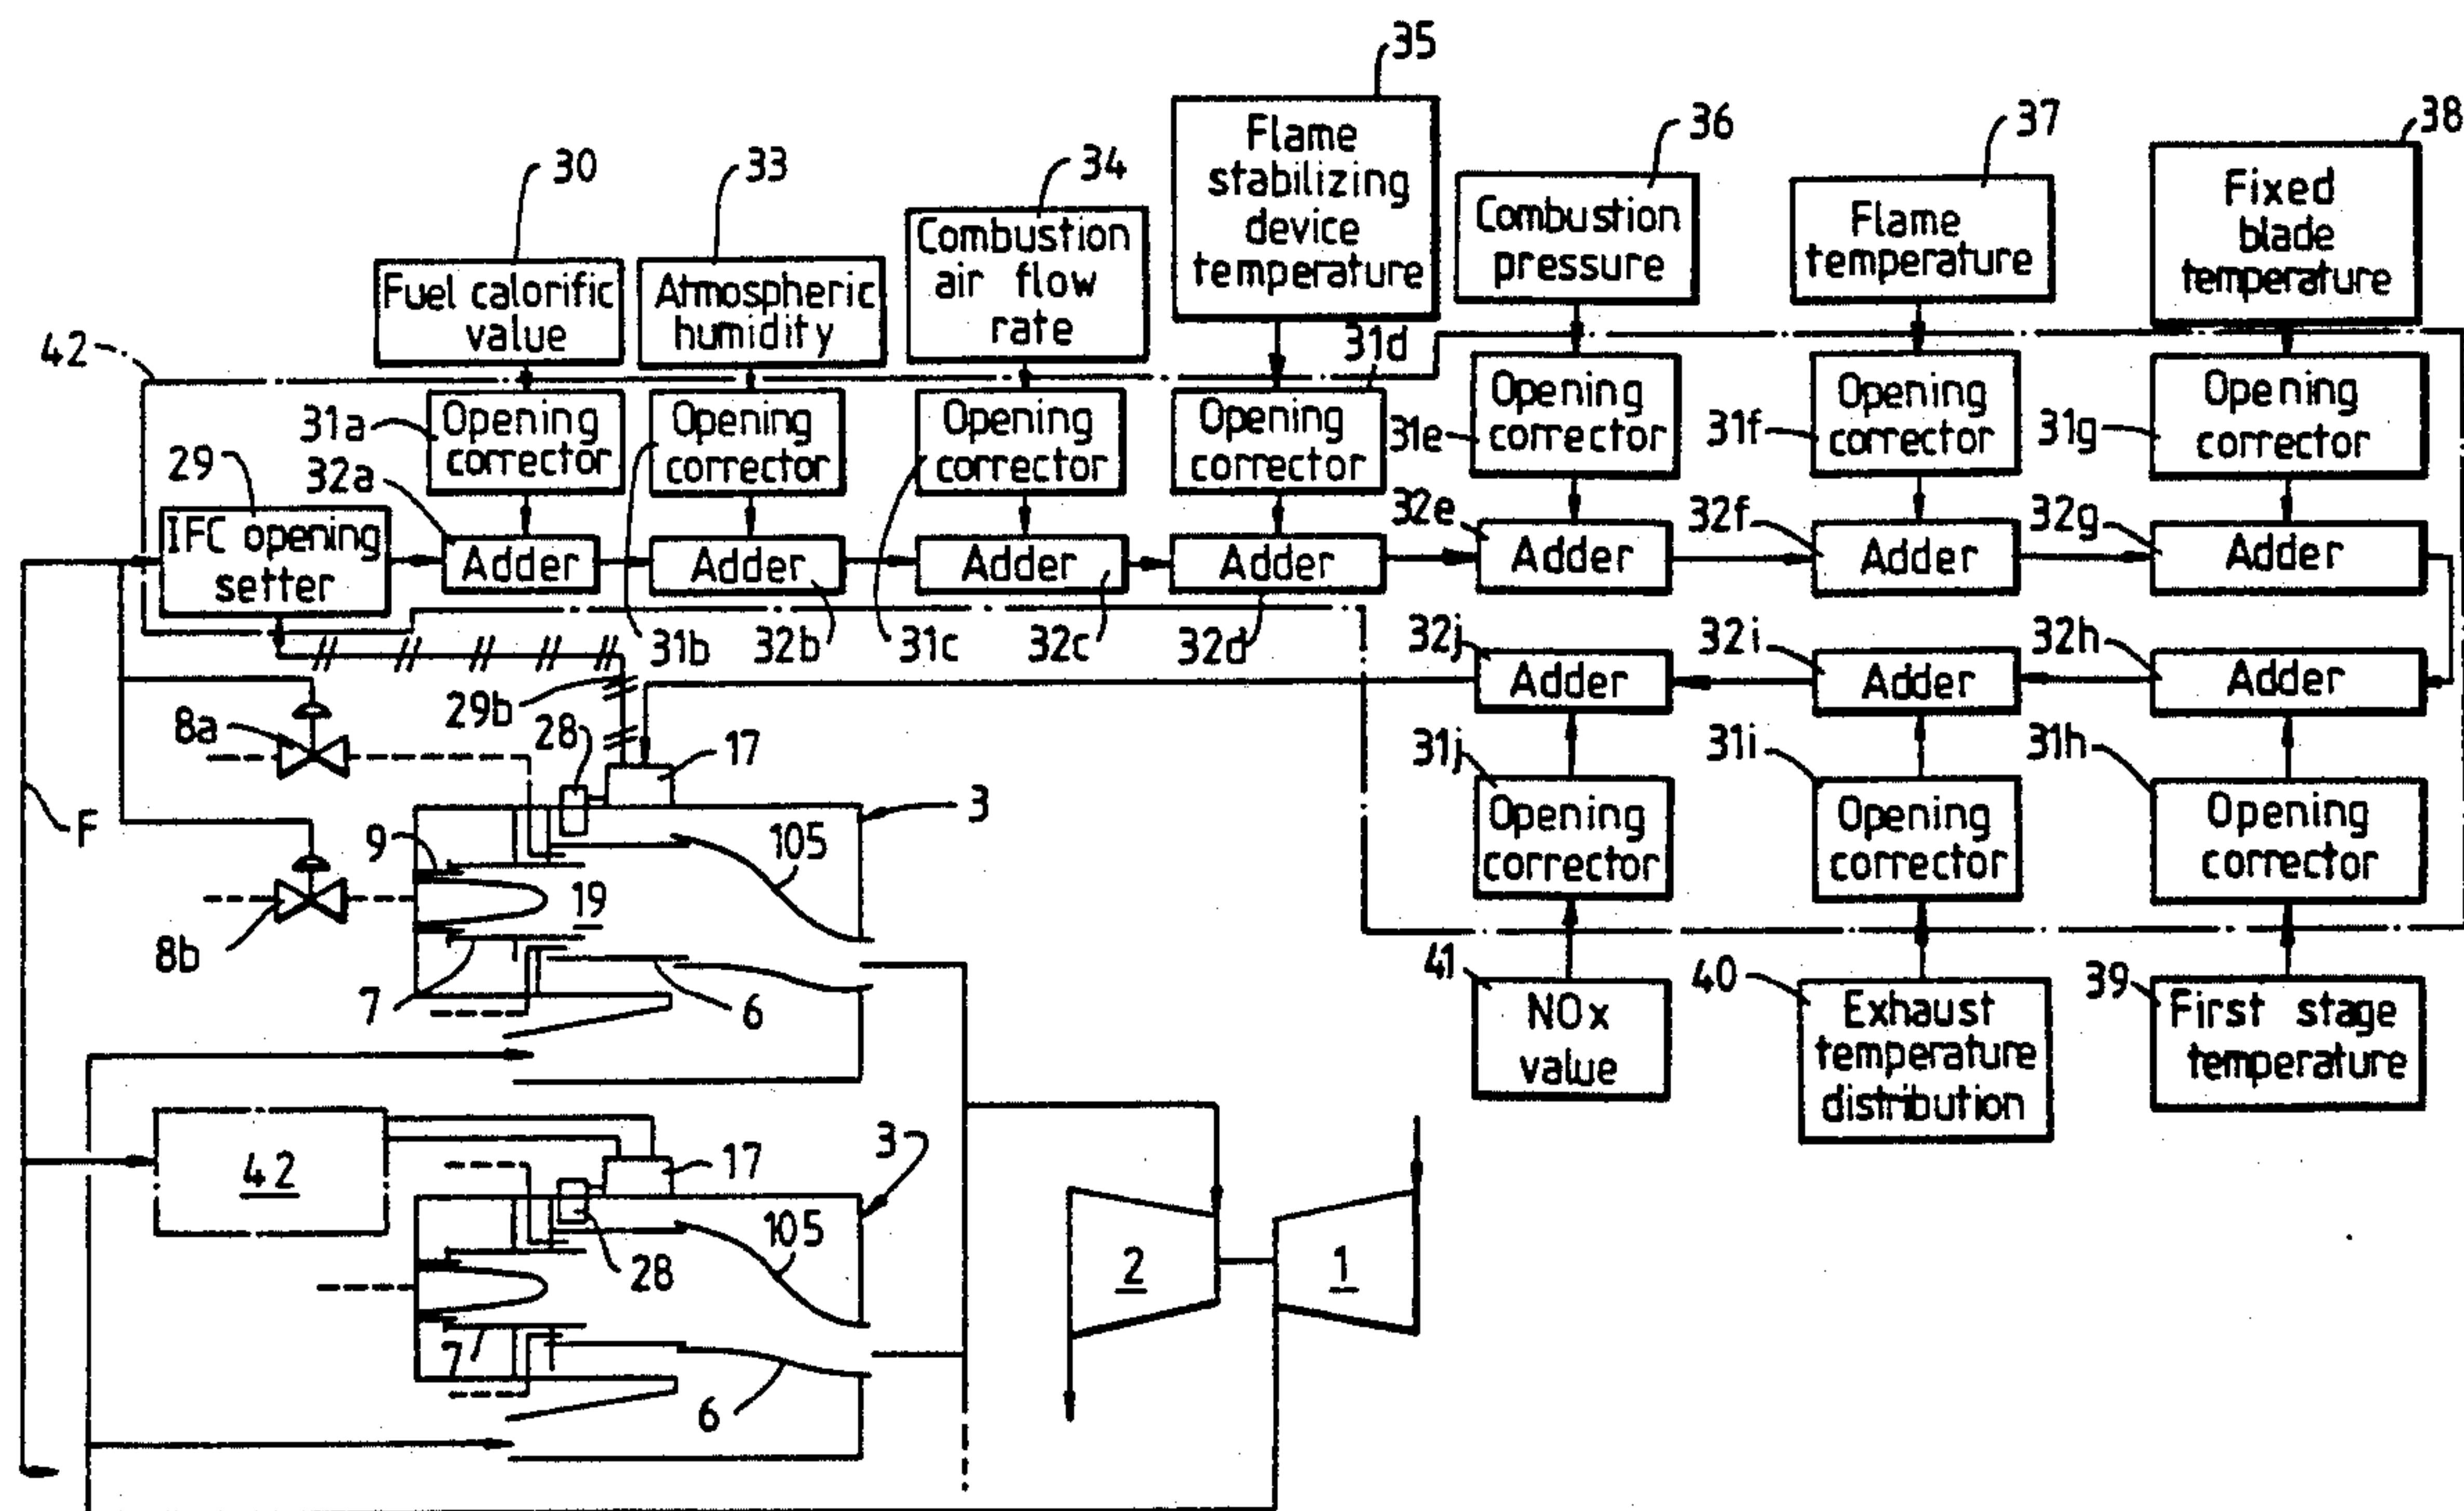 35
36
37
38
30
33
34
Flame
stabilizing
device
temperature
Combustion
pressure
Flame
temperature
Fixed
blade
temperature
Fuel calorific
value
Atmospheric
humidity
Combustion
air flow
rate
42
31d
31a
Opening
corrector
Opening
corrector
Opening
corrector
Opening
corrector
31e
Opening
corrector
31f
Opening
corrector
31g
Opening
corrector
29
32a
32e
32f
32g
IFC opening
setter
Adder
Adder
Adder
Adder
Adder
Adder
Adder
31b
32b
31c
32c
32d
32j
32i
32h
Adder
Adder
Adder
29b
8a
28
17
31j
31i
31h
Opening
corrector
Opening
corrector
Opening
corrector
F
9
3
105
19
8b
7
6
41
40
39
NOx
value
Exhaust
temperature
distribution
First stage
temperature
42
17
3
105
28
2
1
7
6